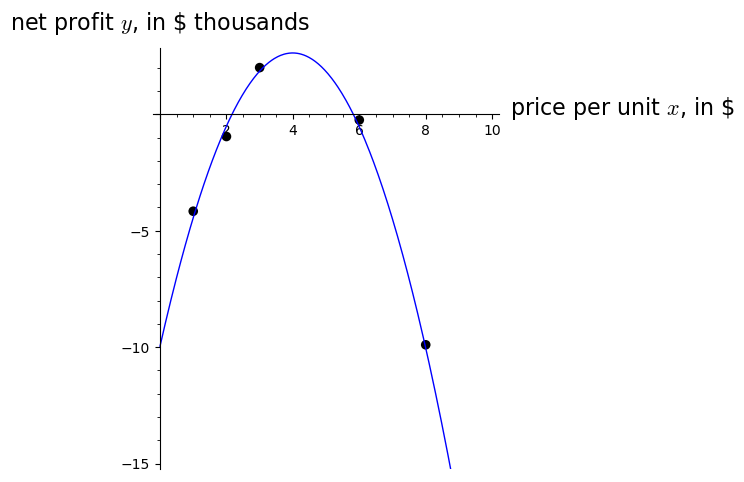 net profit y, in $ thousands
price per unit x, in $
2 4 6 8 10
−5
−10
−15